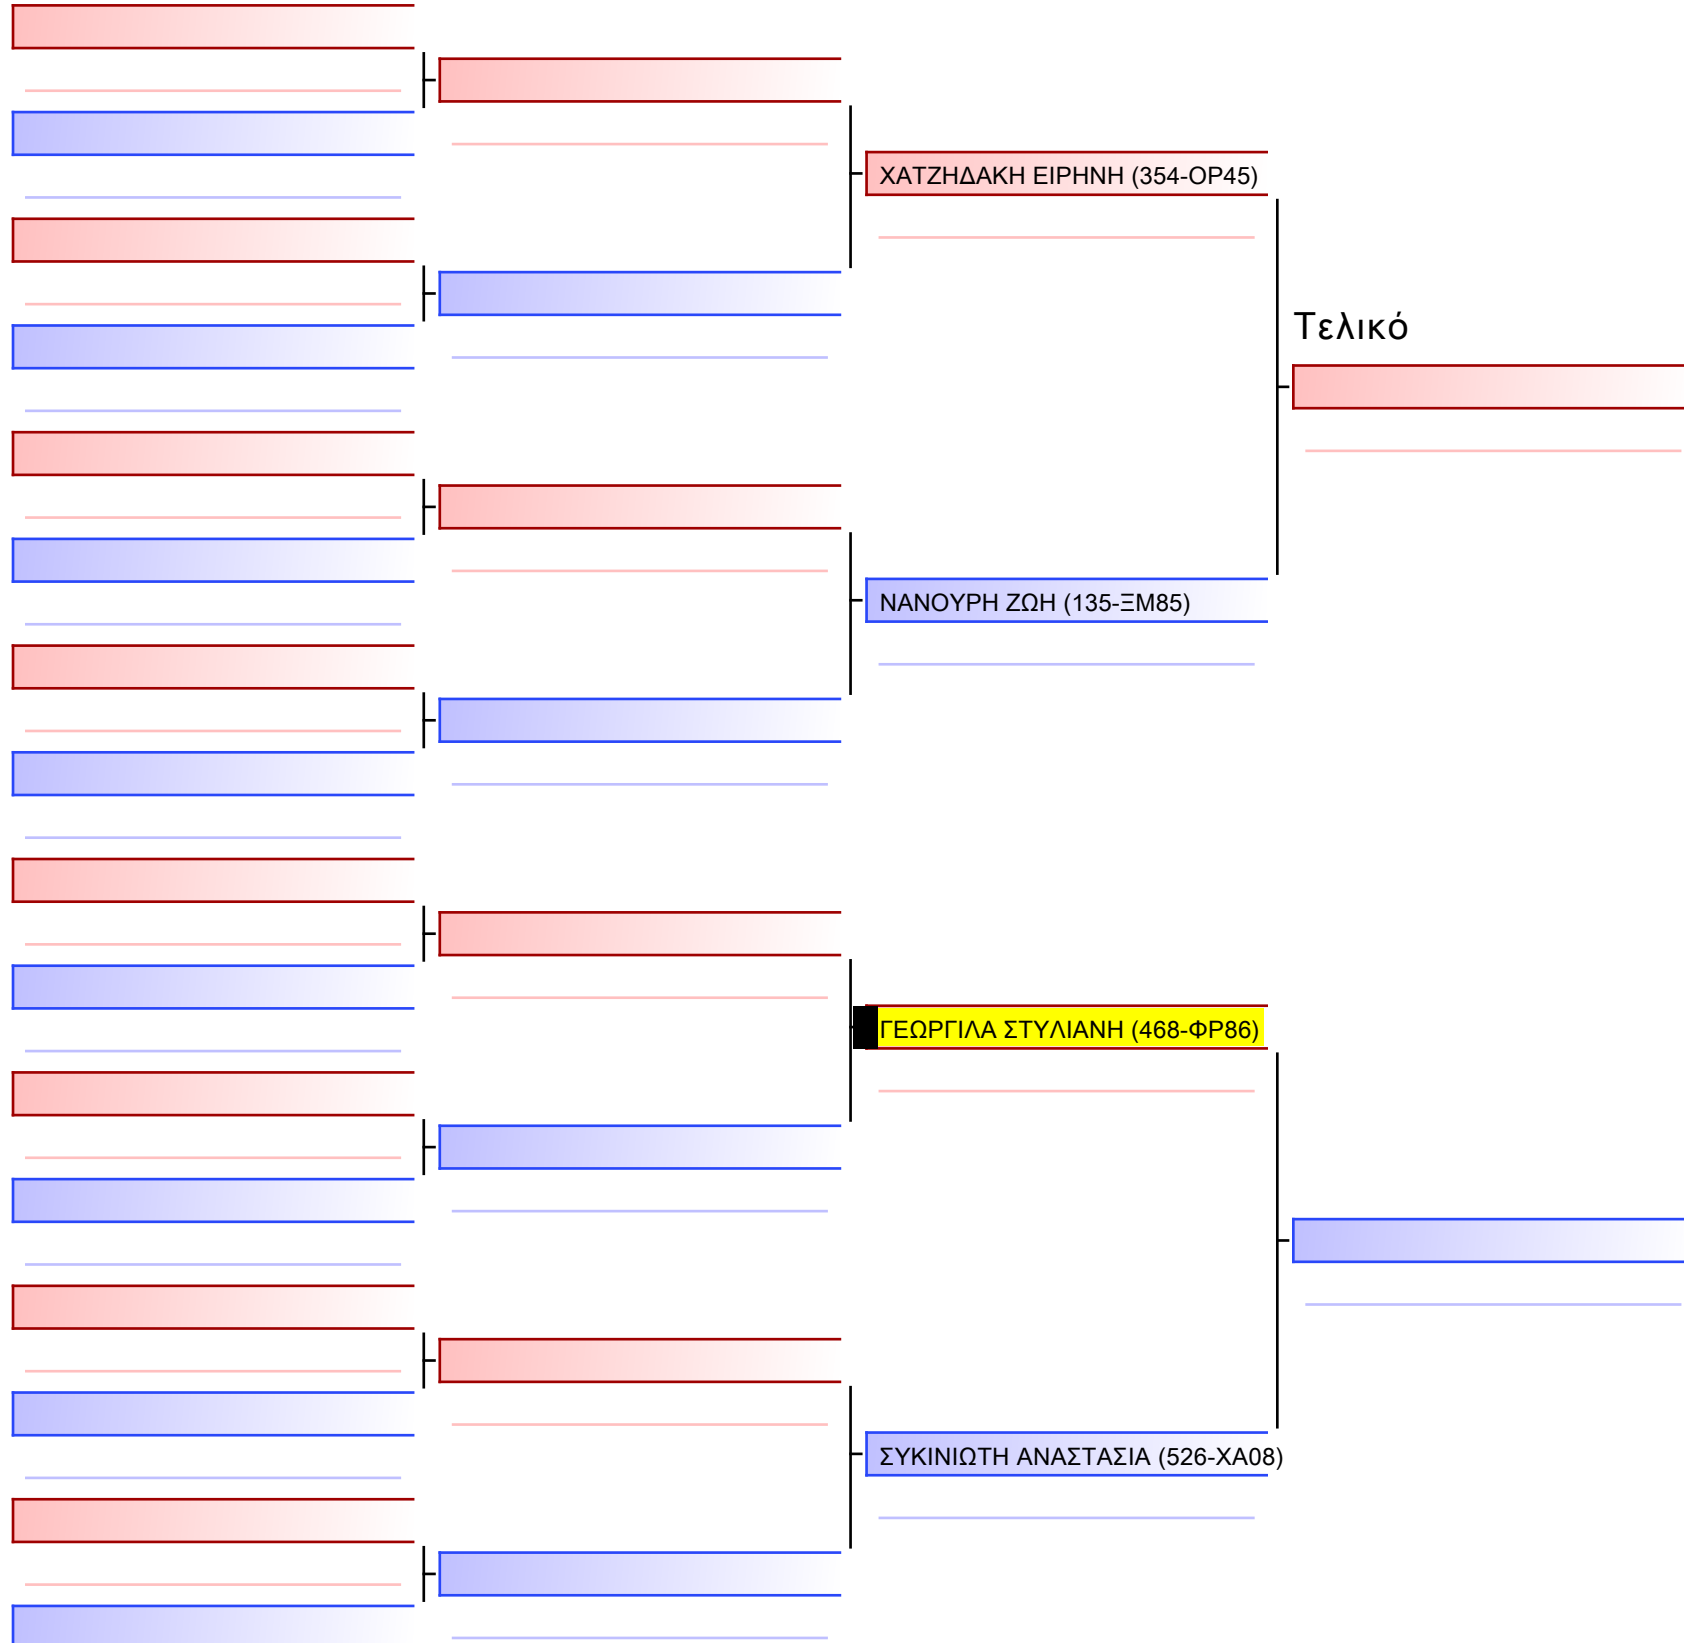 ΧΑΤΖΗΔΑΚΗ ΕΙΡΗΝΗ (354-ΟΡ45)
Τελικό
ΝΑΝΟΥΡΗ ΖΩΗ (135-ΞΜ85)
ΓΕΩΡΓΙΛΑ ΣΤΥΛΙΑΝΗ (468-ΦΡ86)
ΣΥΚΙΝΙΩΤΗ ΑΝΑΣΤΑΣΙΑ (526-ΧΑ08)